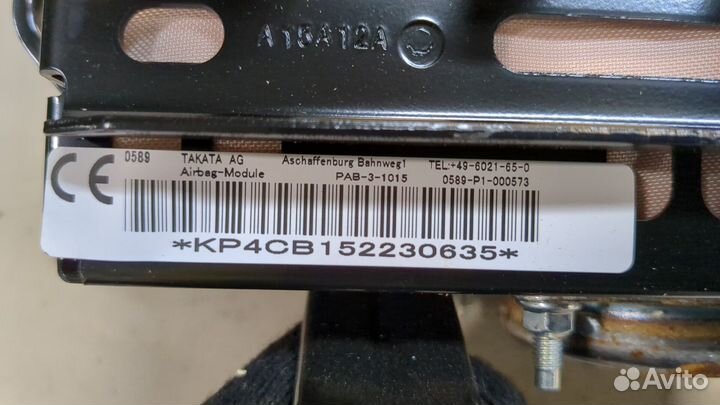 A15A12A
CE 0589 TAKATA AG Aschaffenburg Bahnweg1 TEL:+49-6021-65-0
Airbag-Module PAB-3-1015 0589-P1-000573
*KP4CB152230635*
Avito